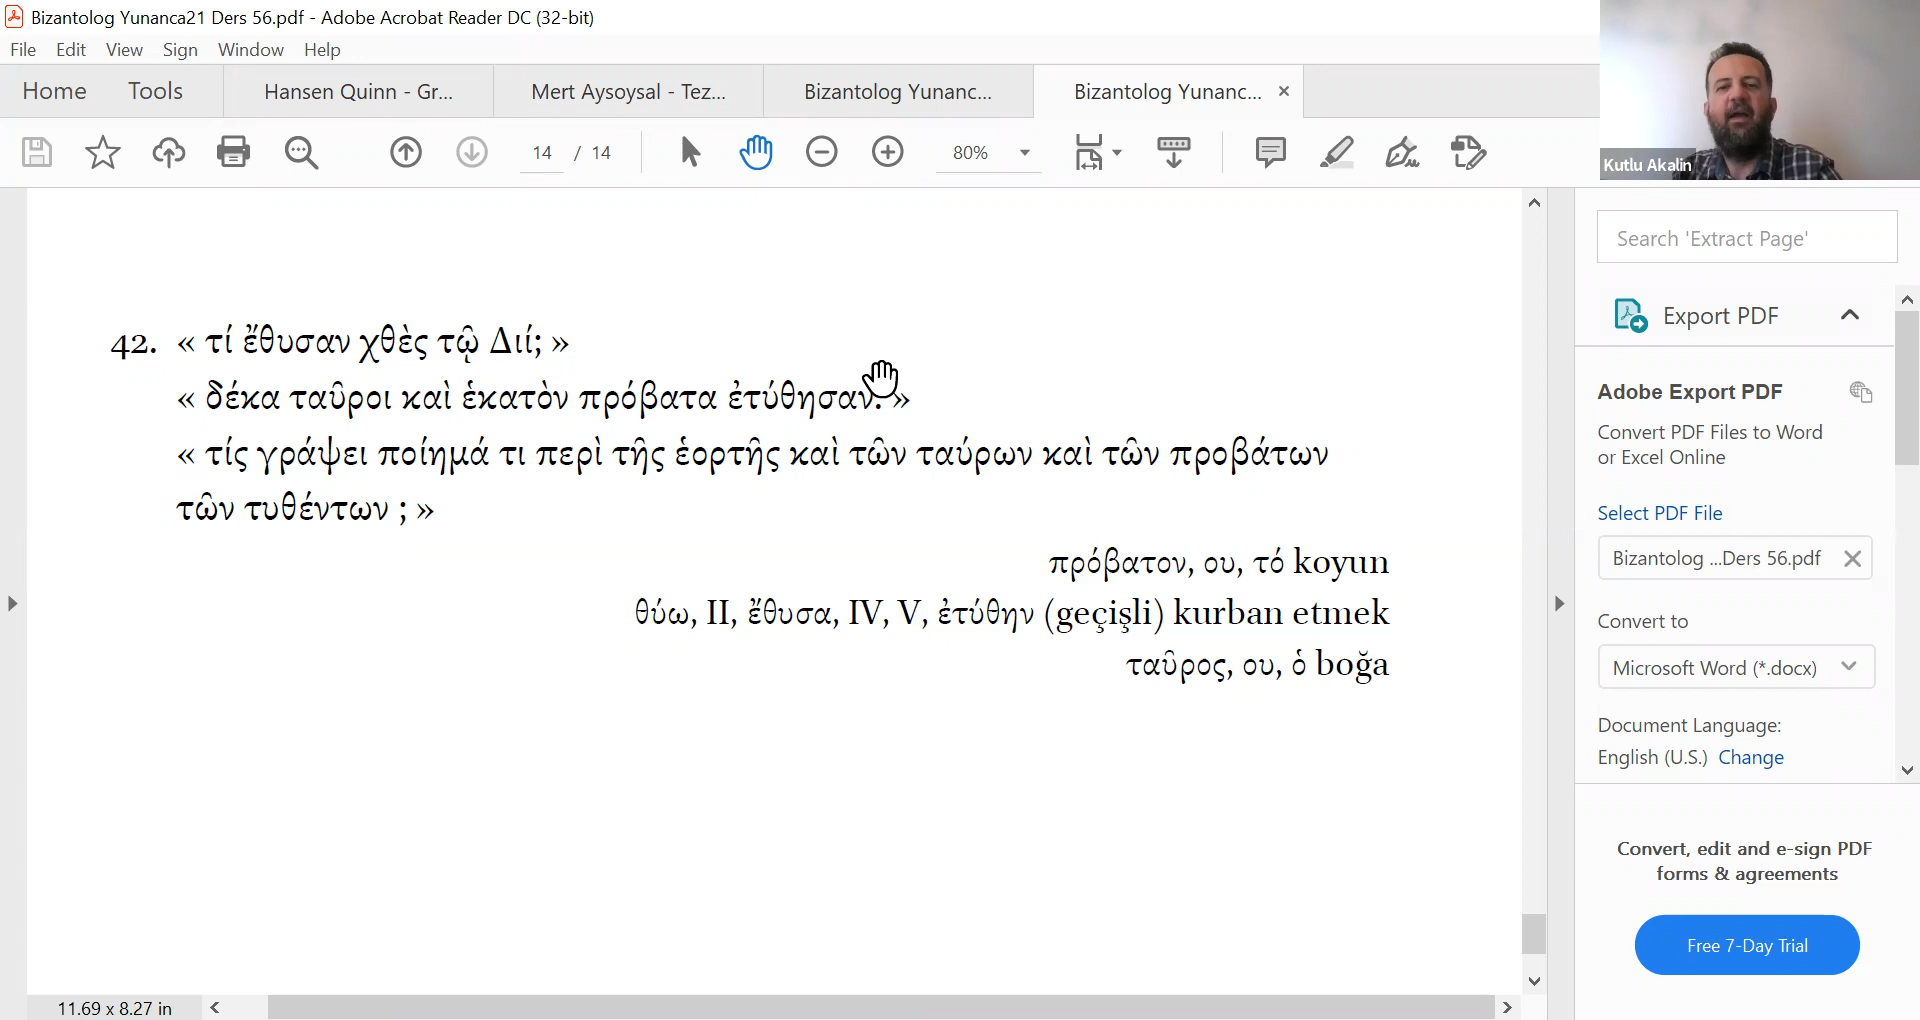 Bizantolog Yunanca21 Ders 56.pdf - Adobe Acrobat Reader DC (32-bit)
File Edit View Sign Window Help
Home Tools Hansen Quinn - Gr... Mert Aysoysal - Tez... Bizantolog Yunanc... Bizantolog Yunanc... ×
14 / 14 80%
Kutlu Akalin
42. « τί ἔθυσαν χθὲς τῷ Διί; »
« δέκα ταῦροι καὶ ἑκατὸν πρόβατα ἐτύθησαν. »
« τίς γράψει ποίημά τι περὶ τῆς ἑορτῆς καὶ τῶν ταύρων καὶ τῶν προβάτων
τῶν τυθέντων ; »
πρόβατον, ου, τό koyun
θύω, II, ἔθυσα, IV, V, ἐτύθην (geçişli) kurban etmek
ταῦρος, ου, ὁ boğa
11.69 x 8.27 in
Search 'Extract Page'
Export PDF
Adobe Export PDF
Convert PDF Files to Word
or Excel Online
Select PDF File
Bizantolog ...Ders 56.pdf
Convert to
Microsoft Word (*.docx)
Document Language:
English (U.S.) Change
Convert, edit and e-sign PDF
forms & agreements
Free 7-Day Trial